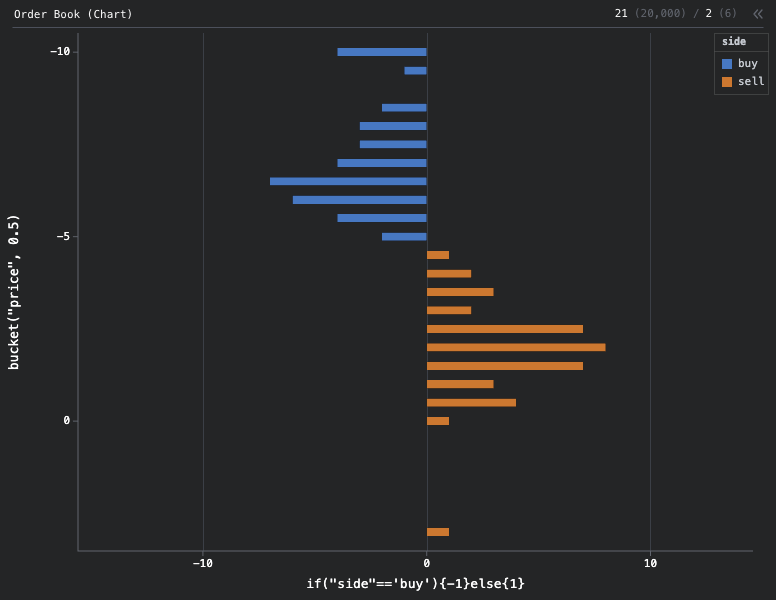 Order Book (Chart)
21 (20,000) / 2 (6)
side
buy
sell
−10
−5
0
bucket("price", 0.5)
−10
0
10
if("side"=='buy'){-1}else{1}